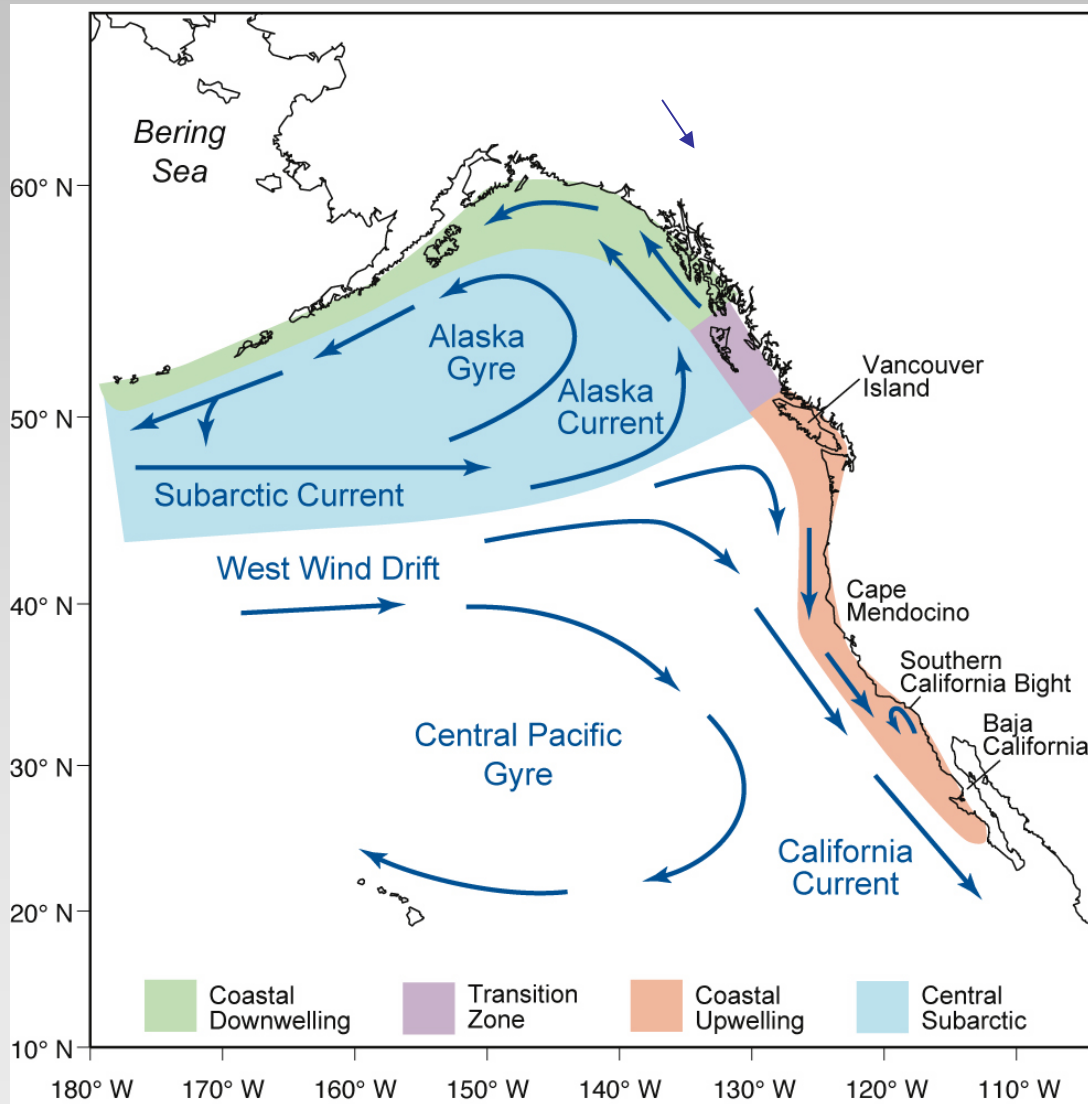 Bering
Sea
60° N
50° N
40° N
30° N
20° N
10° N
Alaska
Gyre
Alaska
Current
Vancouver
Island
Subarctic Current
West Wind Drift
Cape
Mendocino
Southern
California Bight
Baja
California
Central Pacific
Gyre
California
Current
Coastal
Downwelling
Transition
Zone
Coastal
Upwelling
Central
Subarctic
180° W
170° W
160° W
150° W
140° W
130° W
120° W
110° W